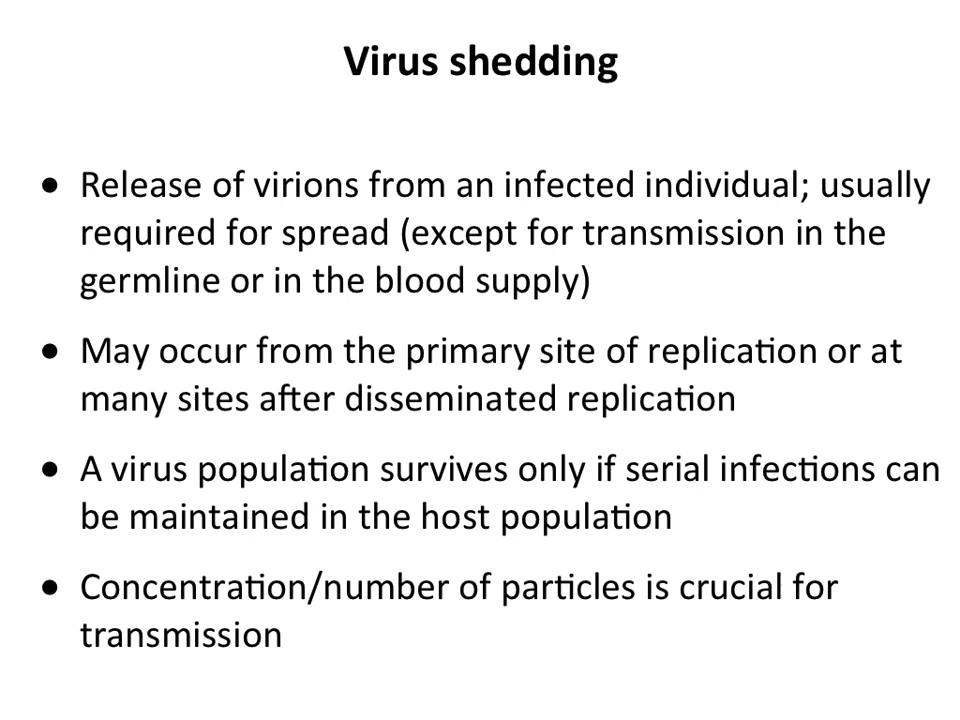 Virus shedding
• Release of virions from an infected individual; usually
required for spread (except for transmission in the
germline or in the blood supply)
• May occur from the primary site of replication or at
many sites after disseminated replication
• A virus population survives only if serial infections can
be maintained in the host population
• Concentration/number of particles is crucial for
transmission